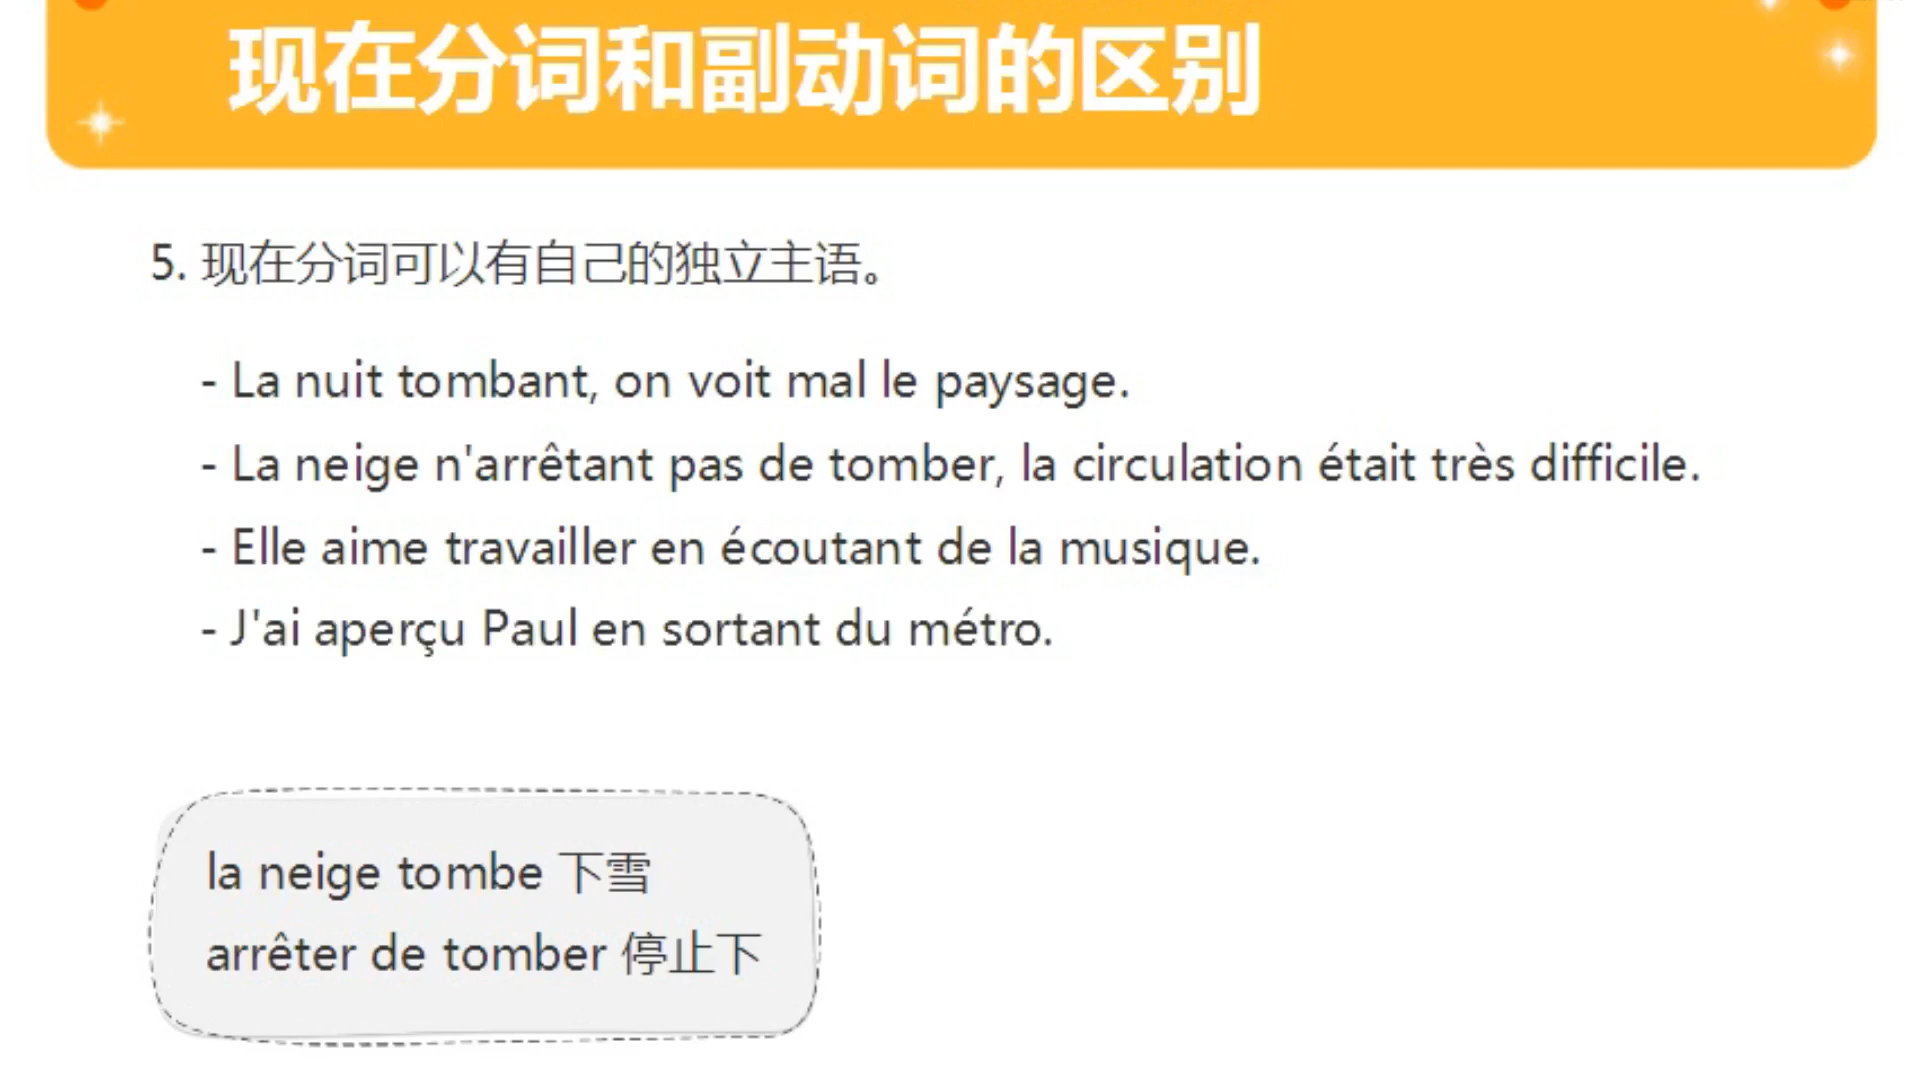 现在分词和副动词的区别
5. 现在分词可以有自己的独立主语。
- La nuit tombant, on voit mal le paysage.
- La neige n'arrêtant pas de tomber, la circulation était très difficile.
- Elle aime travailler en écoutant de la musique.
- J'ai aperçu Paul en sortant du métro.
la neige tombe 下雪
arrêter de tomber 停止下